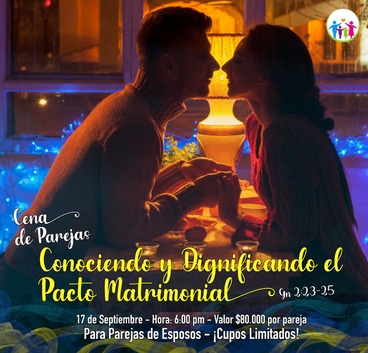 Cena
de Parejas
Conociendo y Dignificando el
Pacto Matrimonial Gn 2:23-25
17 de Septiembre - Hora: 6:00 pm - Valor $80.000 por pareja
Para Parejas de Esposos - ¡Cupos Limitados!